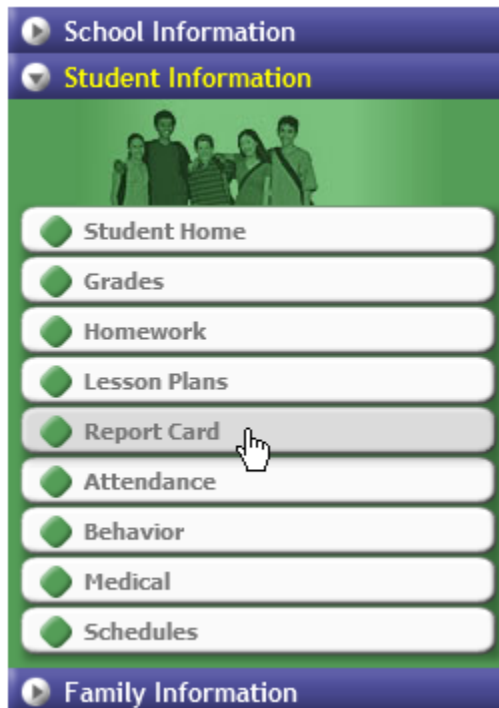 School Information
Student Information
Student Home
Grades
Homework
Lesson Plans
Report Card
Attendance
Behavior
Medical
Schedules
Family Information